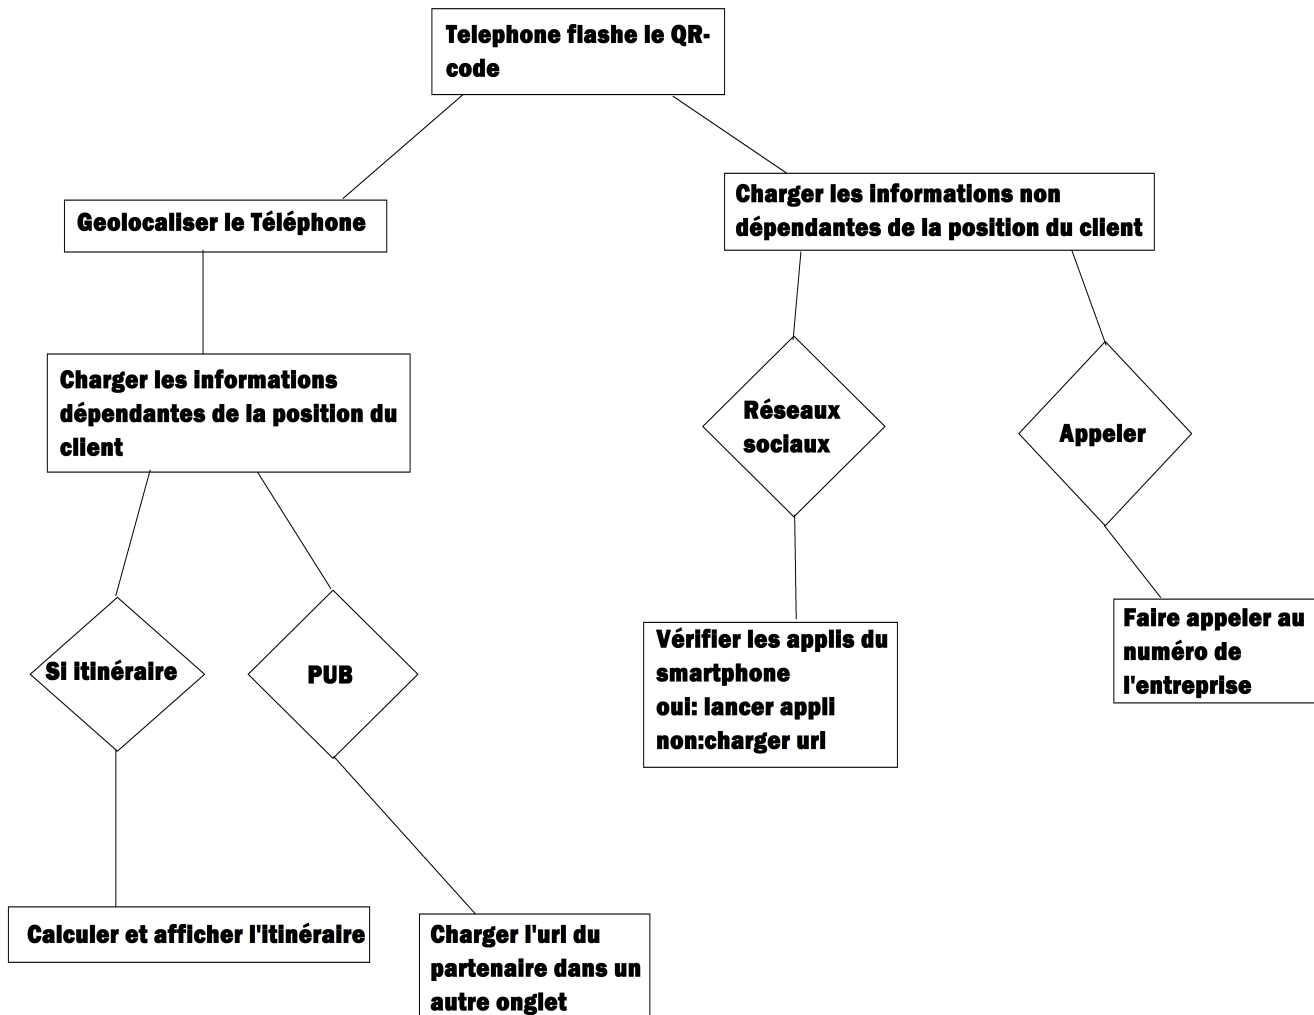 Telephone flashe le QR-
code
Geolocaliser le Téléphone
Charger les informations non
dépendantes de la position du client
Charger les informations
dépendantes de la position du
client
Réseaux
sociaux
Appeler
Si itinéraire
PUB
Vérifier les applis du
smartphone
oui: lancer appli
non:charger url
Faire appeler au
numéro de
l'entreprise
Calculer et afficher l'itinéraire
Charger l'url du
partenaire dans un
autre onglet